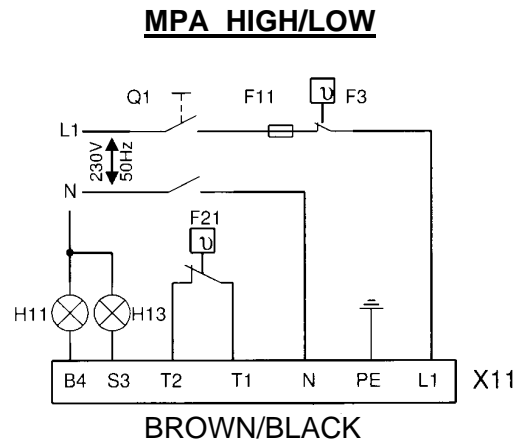 MPA HIGH/LOW
Q1 F11 υ F3
L1
230V
50Hz
N
F21
υ
H11 H13
B4 S3 T2 T1 N PE L1 X11
BROWN/BLACK